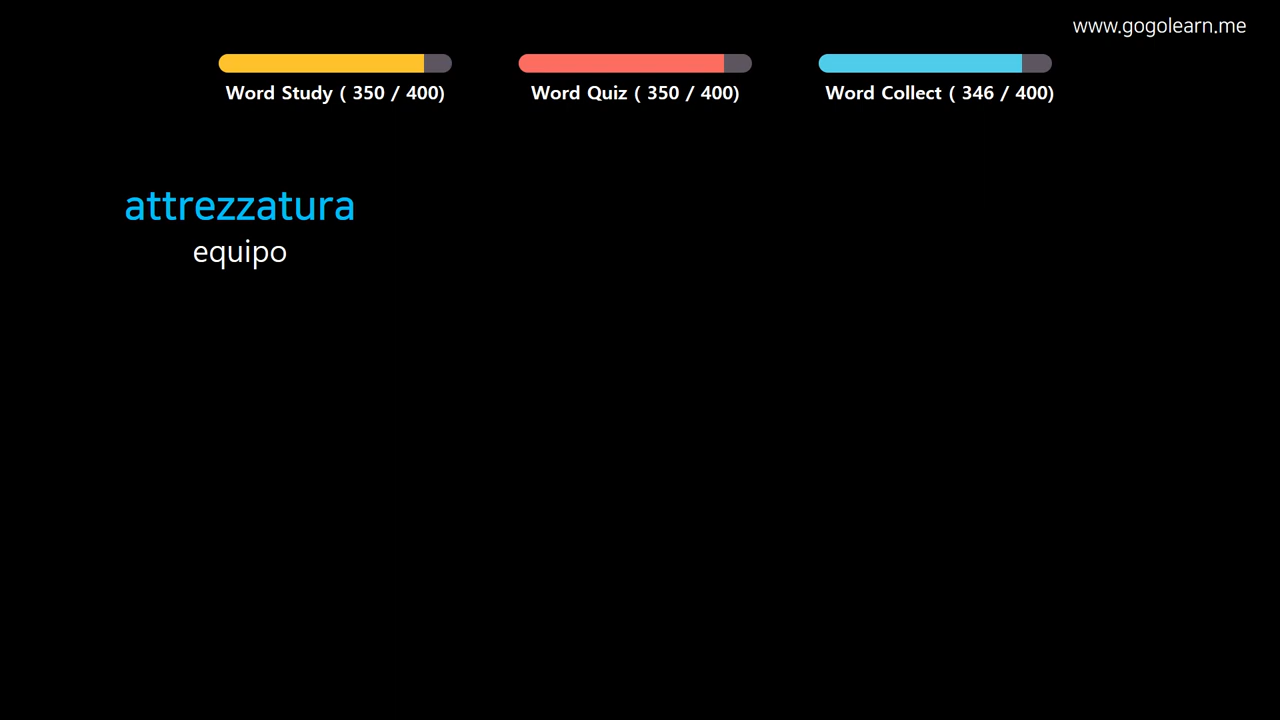 www.gogolearn.me
Word Study ( 350 / 400)
Word Quiz ( 350 / 400)
Word Collect ( 346 / 400)
attrezzatura
equipo